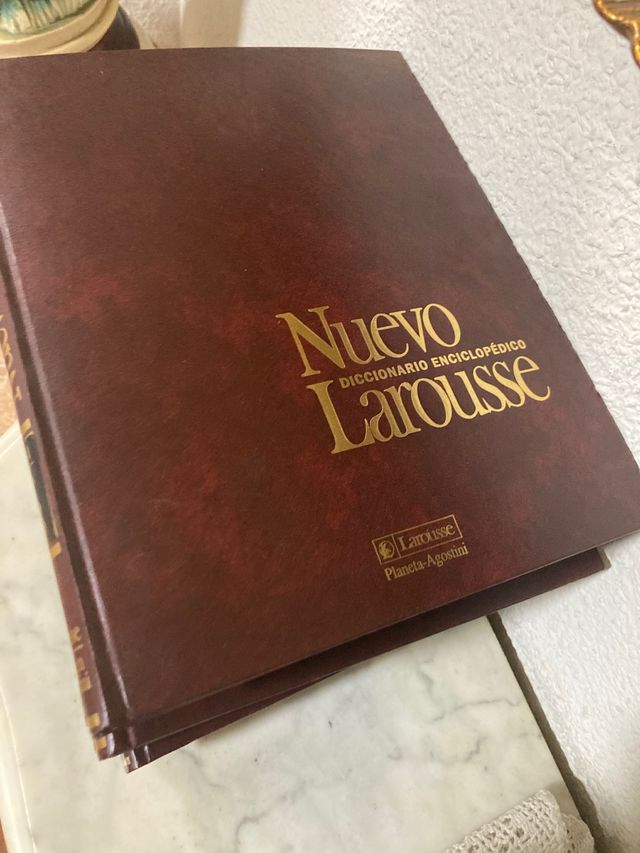 Nuevo
DICCIONARIO ENCICLOPÉDICO
Larousse
Larousse
Planeta-Agostini